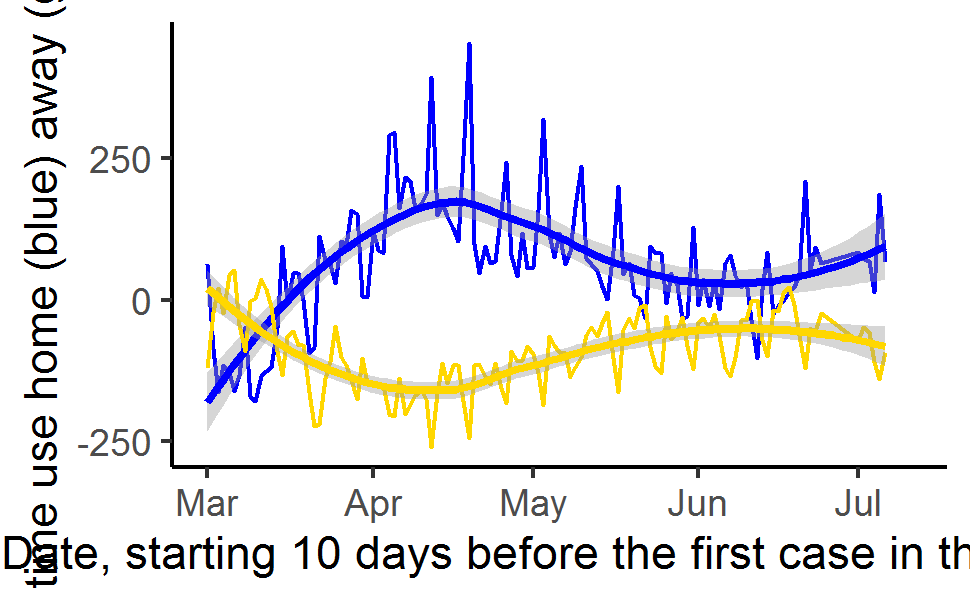 time use home (blue) away (
250
0
-250
Mar Apr May Jun Jul
Date, starting 10 days before the first case in th